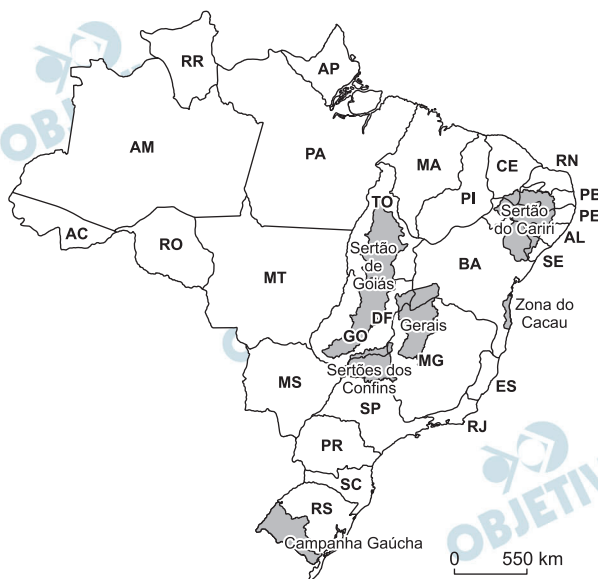 OBJETIVO
RR
AP
AM
PA
MA
CE
RN
PB
PE
AL
SE
PI
TO
AC
RO
MT
BA
Sertão
do Cariri
Sertão
de
Goiás
DF
GO
Gerais
MG
Zona do
Cacau
Sertões dos
Confins
MS
ES
SP
RJ
PR
SC
RS
Campanha Gaúcha
OBJETIVO
0 550 km